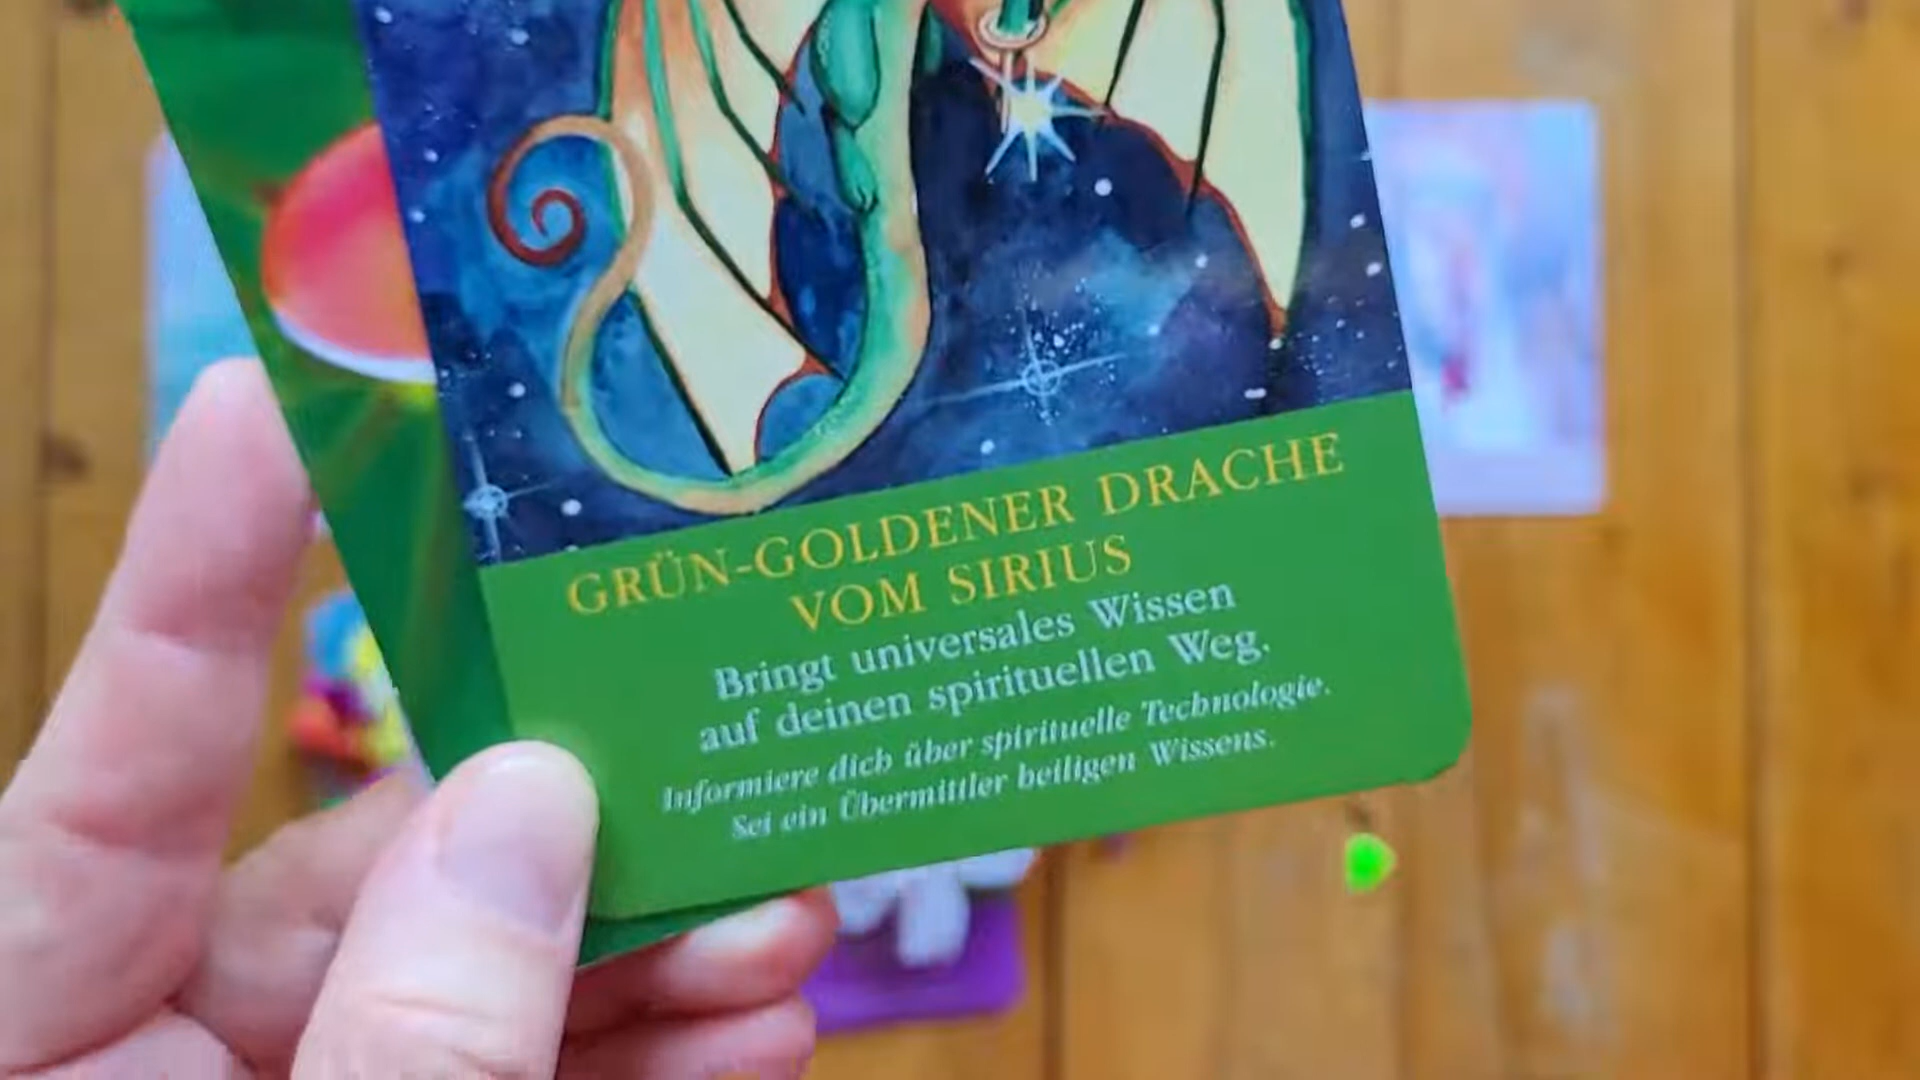 GRÜN-GOLDENER DRACHE
VOM SIRIUS
Bringt universales Wissen
auf deinen spirituellen Weg.
Informiere dich über spirituelle Technologie.
Sei ein Übermittler heiligen Wissens.